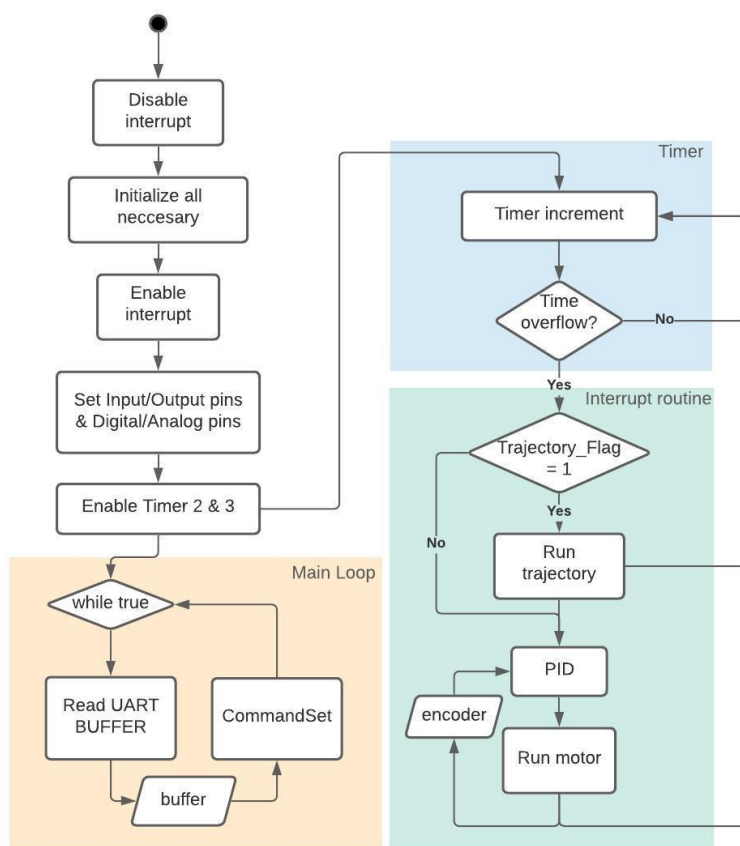 Disable
interrupt
Initialize all
neccesary
Enable
interrupt
Set Input/Output pins
& Digital/Analog pins
Enable Timer 2 & 3
Main Loop
while true
Read UART
BUFFER
CommandSet
buffer
Timer
Timer increment
Time
overflow?
No
Yes
Interrupt routine
Trajectory_Flag
= 1
Yes
No
Run
trajectory
PID
encoder
Run motor